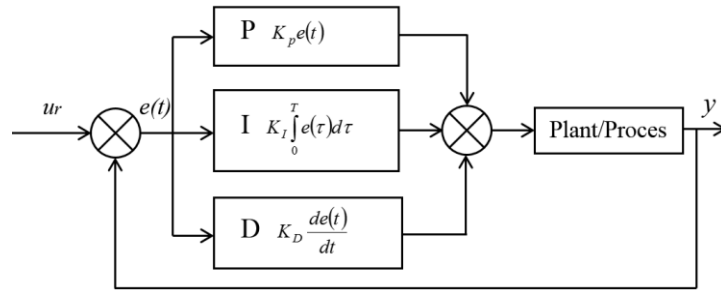 P K_p e(t)
u_r
e(t)
I K_I ∫_0^T e(τ)dτ
Plant/Proces
y
D K_D de(t)/dt